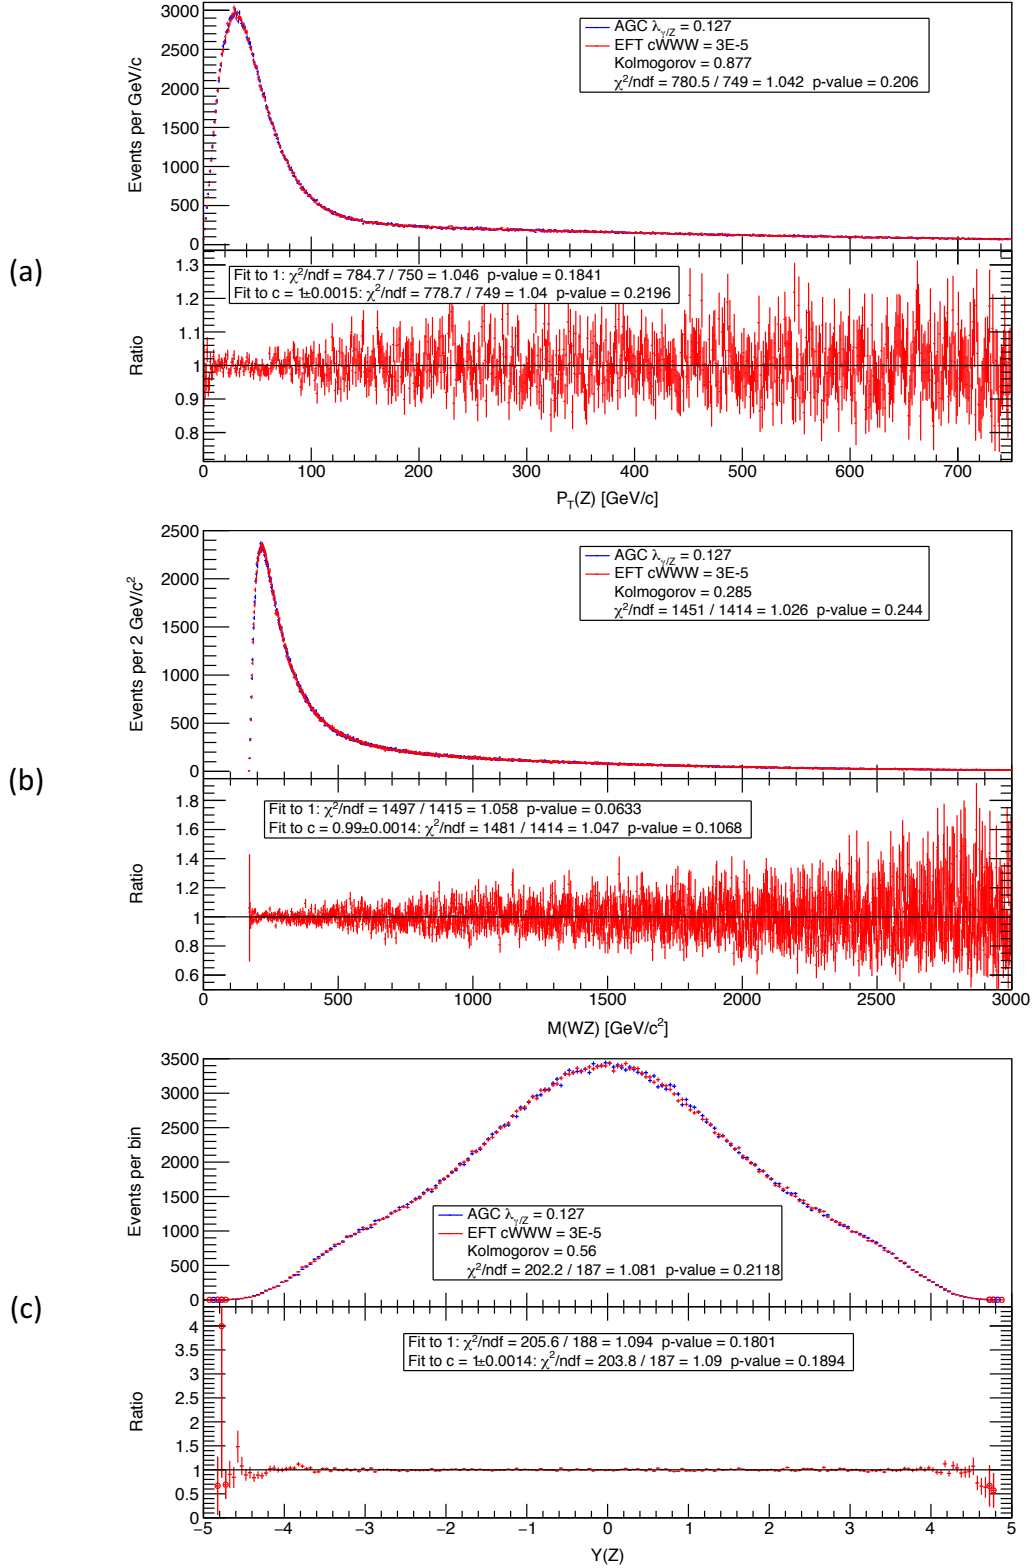 3000
2500
2000
1500
1000
500
0
Events per GeV/c
AGC λγ/Z = 0.127
EFT cWWW = 3E-5
Kolmogorov = 0.877
χ²/ndf = 780.5 / 749 = 1.042 p-value = 0.206
(a)
1.3
1.2
1.1
1
0.9
0.8
Ratio
Fit to 1: χ²/ndf = 784.7 / 750 = 1.046 p-value = 0.1841
Fit to c = 1±0.0015: χ²/ndf = 778.7 / 749 = 1.04 p-value = 0.2196
0 100 200 300 400 500 600 700
P_T(Z) [GeV/c]
2500
2000
1500
1000
500
0
Events per 2 GeV/c²
AGC λγ/Z = 0.127
EFT cWWW = 3E-5
Kolmogorov = 0.285
χ²/ndf = 1451 / 1414 = 1.026 p-value = 0.244
(b)
1.8
1.6
1.4
1.2
1
0.8
0.6
Ratio
Fit to 1: χ²/ndf = 1497 / 1415 = 1.058 p-value = 0.0633
Fit to c = 0.99±0.0014: χ²/ndf = 1481 / 1414 = 1.047 p-value = 0.1068
0 500 1000 1500 2000 2500 3000
M(WZ) [GeV/c²]
3500
3000
2500
2000
1500
1000
500
0
Events per bin
AGC λγ/Z = 0.127
EFT cWWW = 3E-5
Kolmogorov = 0.56
χ²/ndf = 202.2 / 187 = 1.081 p-value = 0.2118
(c)
4
3.5
3
2.5
2
1.5
1
0.5
0
Ratio
Fit to 1: χ²/ndf = 205.6 / 188 = 1.094 p-value = 0.1801
Fit to c = 1±0.0014: χ²/ndf = 203.8 / 187 = 1.09 p-value = 0.1894
−5 −4 −3 −2 −1 0 1 2 3 4 5
Y(Z)